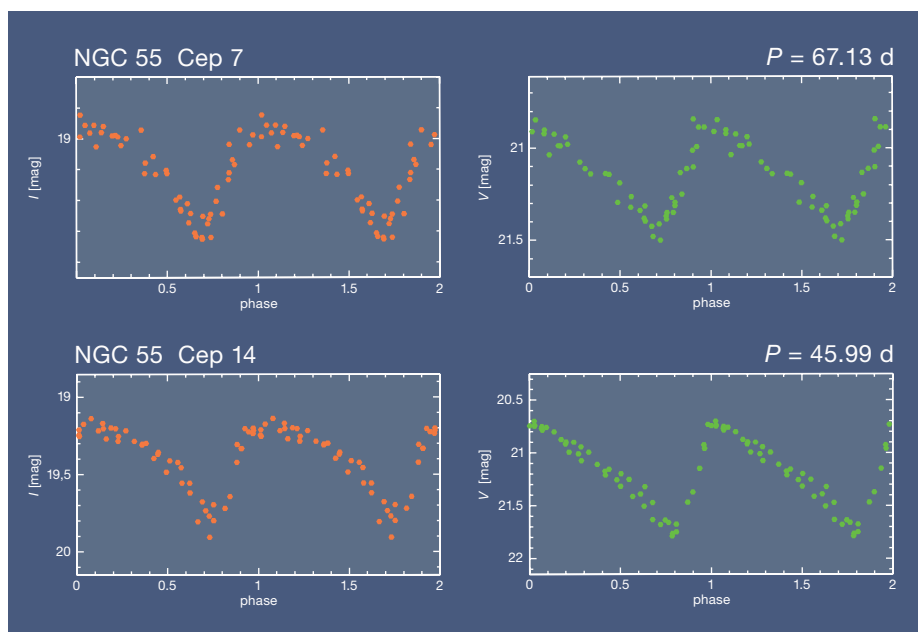 NGC 55 Cep 7
P = 67.13 d
I [mag]
19
0.5
1
1.5
2
phase
V [mag]
21
21.5
0
0.5
1
1.5
2
phase
NGC 55 Cep 14
P = 45.99 d
I [mag]
19
19,5
20
0
0.5
1
1.5
2
phase
V [mag]
20.5
21
21.5
22
0
0.5
1
1.5
2
phase